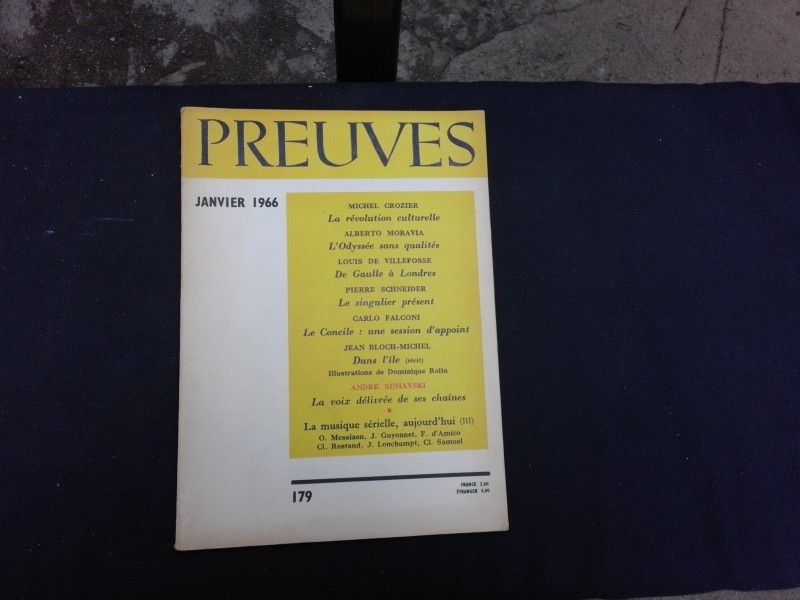 PREUVES
JANVIER 1966
MICHEL CROZIER
La révolution culturelle
ALBERTO MORAVIA
L'Odyssée sans qualités
LOUIS DE VILLEFOSSE
De Gaulle à Londres
PIERRE SCHNEIDER
Le singulier présent
CARLO FALCONI
Le Concile : une session d'appoint
JEAN BLOCH-MICHEL
Dans l'île (récit)
Illustrations de Dominique Rolin
ANDRE SINIAVSKI
La voix délivrée de ses chaînes
*
La musique sérielle, aujourd'hui (III)
O. Messiaen, J. Guyonnet, F. d'Amico
Cl. Rostand, J. Lonchampt, Cl. Samuel
179
FRANCE
ÉTRANGER